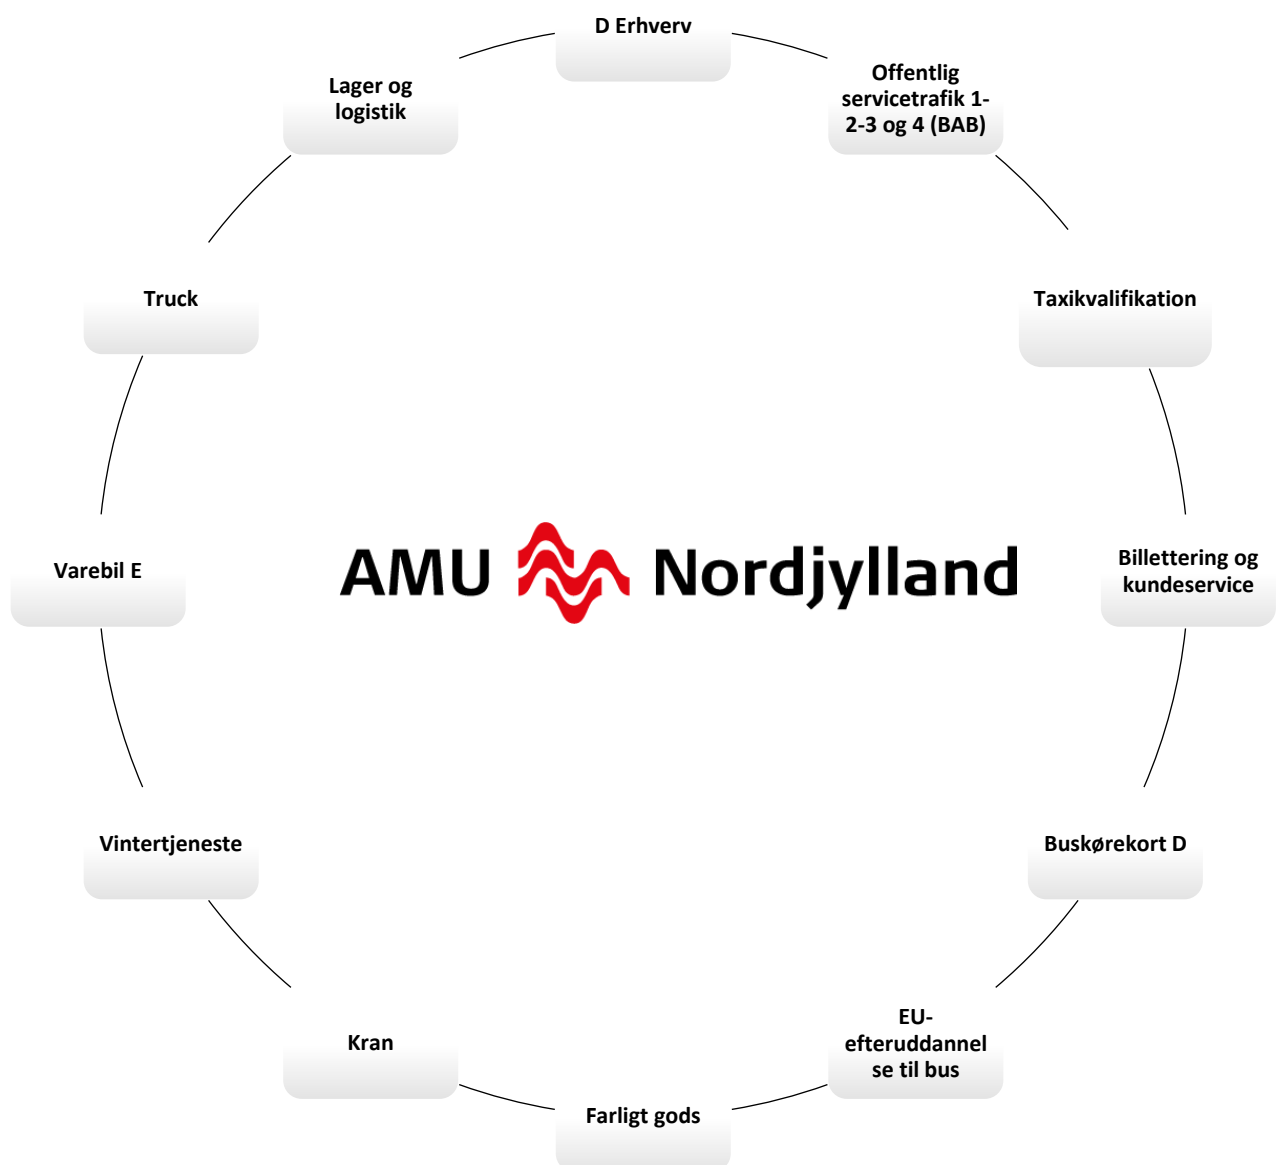 D Erhverv
Offentlig
servicetrafik 1-
2-3 og 4 (BAB)
Taxikvalifikation
Billettering og
kundeservice
Buskørekort D
EU-
efteruddannel
se til bus
Farligt gods
Kran
Vintertjeneste
Varebil E
Truck
Lager og
logistik
AMU Nordjylland